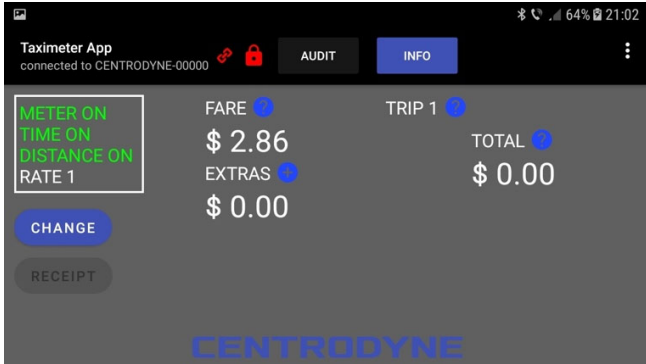 64% 21:02
Taximeter App
connected to CENTRODYNE-00000
AUDIT
INFO
METER ON
TIME ON
DISTANCE ON
RATE 1
CHANGE
RECEIPT
FARE ?
$ 2.86
EXTRAS +
$ 0.00
TRIP 1 ?
TOTAL ?
$ 0.00
CENTRODYNE